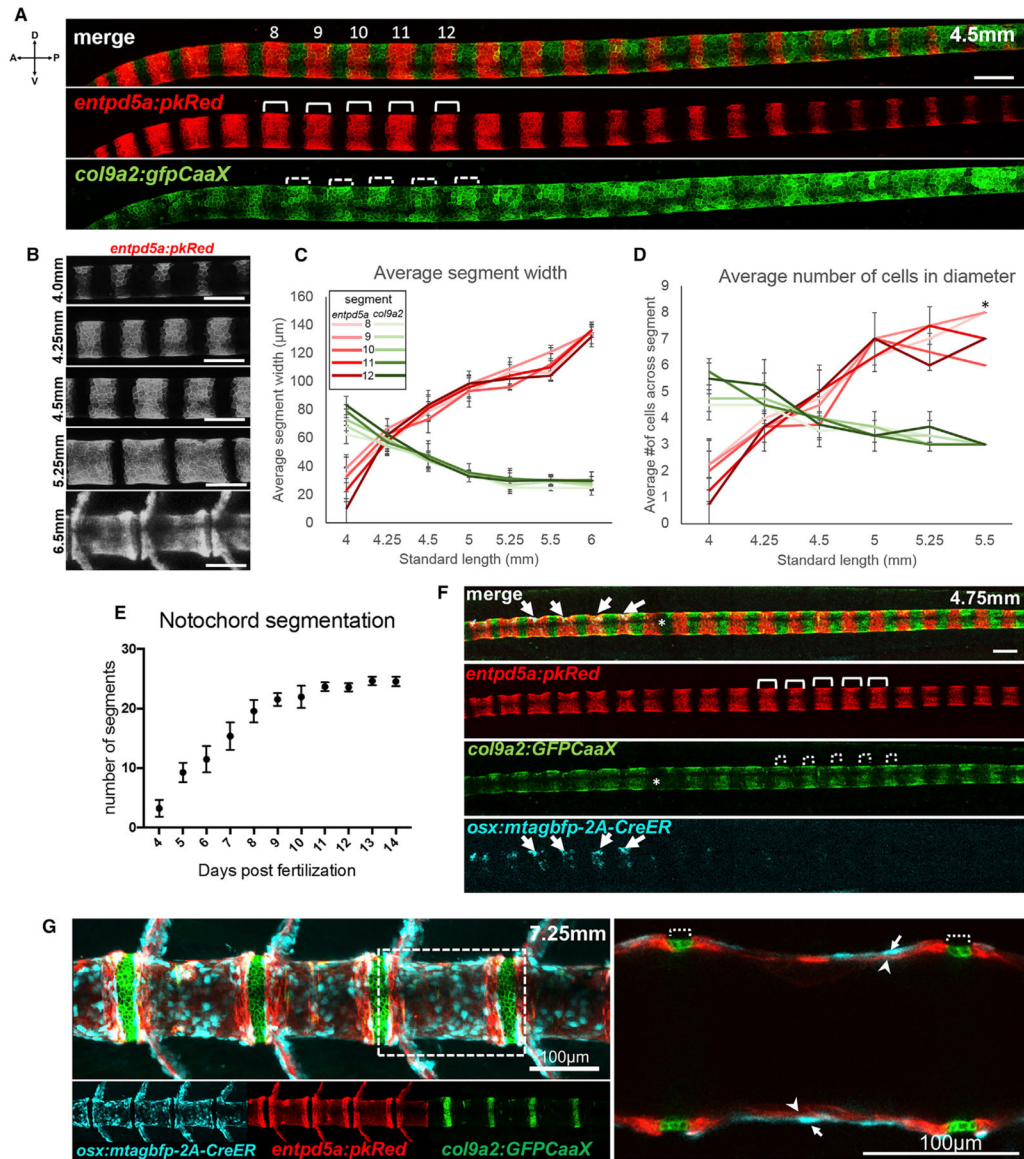 A
D
A P
V
merge
8 9 10 11 12
4.5mm
entpd5a:pkRed
col9a2:gfpCaaX
B
entpd5a:pkRed
4.0mm
4.25mm
4.5mm
5.25mm
6.5mm
C
Average segment width
160
140
120
100
80
60
40
20
0
Average segment width (µm)
segment
entpd5a col9a2
8
9
10
11
12
4 4.25 4.5 5 5.25 5.5 6
Standard length (mm)
D
Average number of cells in diameter
9
8
7
6
5
4
3
2
1
0
Average #of cells across segment
*
4 4.25 4.5 5 5.25 5.5
Standard length (mm)
E
Notochord segmentation
30
20
10
0
number of segments
4 5 6 7 8 9 10 11 12 13 14
Days post fertilization
F
merge
4.75mm
*
entpd5a:pkRed
col9a2:GFPCaaX
*
osx:mtagbfp-2A-CreER
G
7.25mm
100µm
osx:mtagbfp-2A-CreER entpd5a:pkRed col9a2:GFPCaaX
100µm